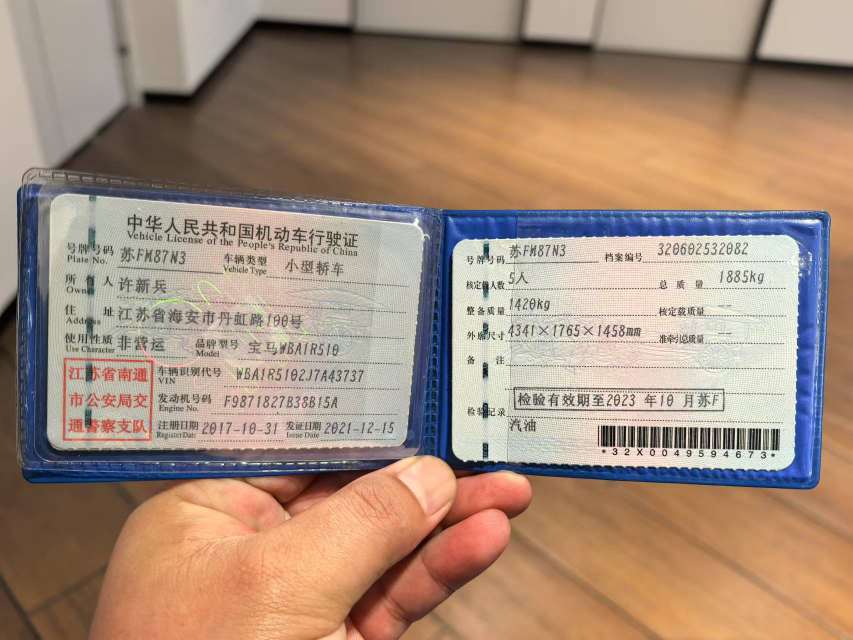 中华人民共和国机动车行驶证
Vehicle License of the People's Republic of China
号牌号码 苏FM87N3 车辆类型 小型轿车
Plate No. Vehicle Type
所有人 许新兵
Owner
住址 江苏省海安市丹虹路100号
Address
使用性质 非营运 品牌型号 宝马WBA1R510
Use Character Model
江苏省南通
市公安局交
通警察支队
车辆识别代号 WBA1R5102J7A43737
VIN
发动机号码 F9871827B38B15A
Engine No.
注册日期 2017-10-31 发证日期 2021-12-15
Register Date Issue Date
号牌号码 苏FM87N3 档案编号 320602532082
核定载人数 5人 总质量 1885kg
整备质量 1420kg 核定载质量 --
外廓尺寸 4341×1765×1458 准牵引总质量 --
备注
检验有效期至2023年10月苏F
检验记录
汽油
*32X0049594673*